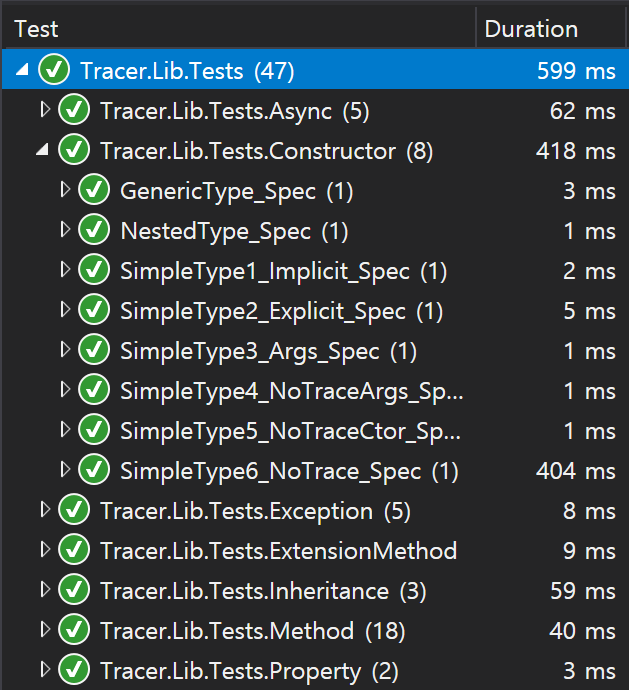 Test Duration
Tracer.Lib.Tests (47) 599 ms
Tracer.Lib.Tests.Async (5) 62 ms
Tracer.Lib.Tests.Constructor (8) 418 ms
GenericType_Spec (1) 3 ms
NestedType_Spec (1) 1 ms
SimpleType1_Implicit_Spec (1) 2 ms
SimpleType2_Explicit_Spec (1) 5 ms
SimpleType3_Args_Spec (1) 1 ms
SimpleType4_NoTraceArgs_Sp... 1 ms
SimpleType5_NoTraceCtor_Sp... 1 ms
SimpleType6_NoTrace_Spec (1) 404 ms
Tracer.Lib.Tests.Exception (5) 8 ms
Tracer.Lib.Tests.ExtensionMethod 9 ms
Tracer.Lib.Tests.Inheritance (3) 59 ms
Tracer.Lib.Tests.Method (18) 40 ms
Tracer.Lib.Tests.Property (2) 3 ms